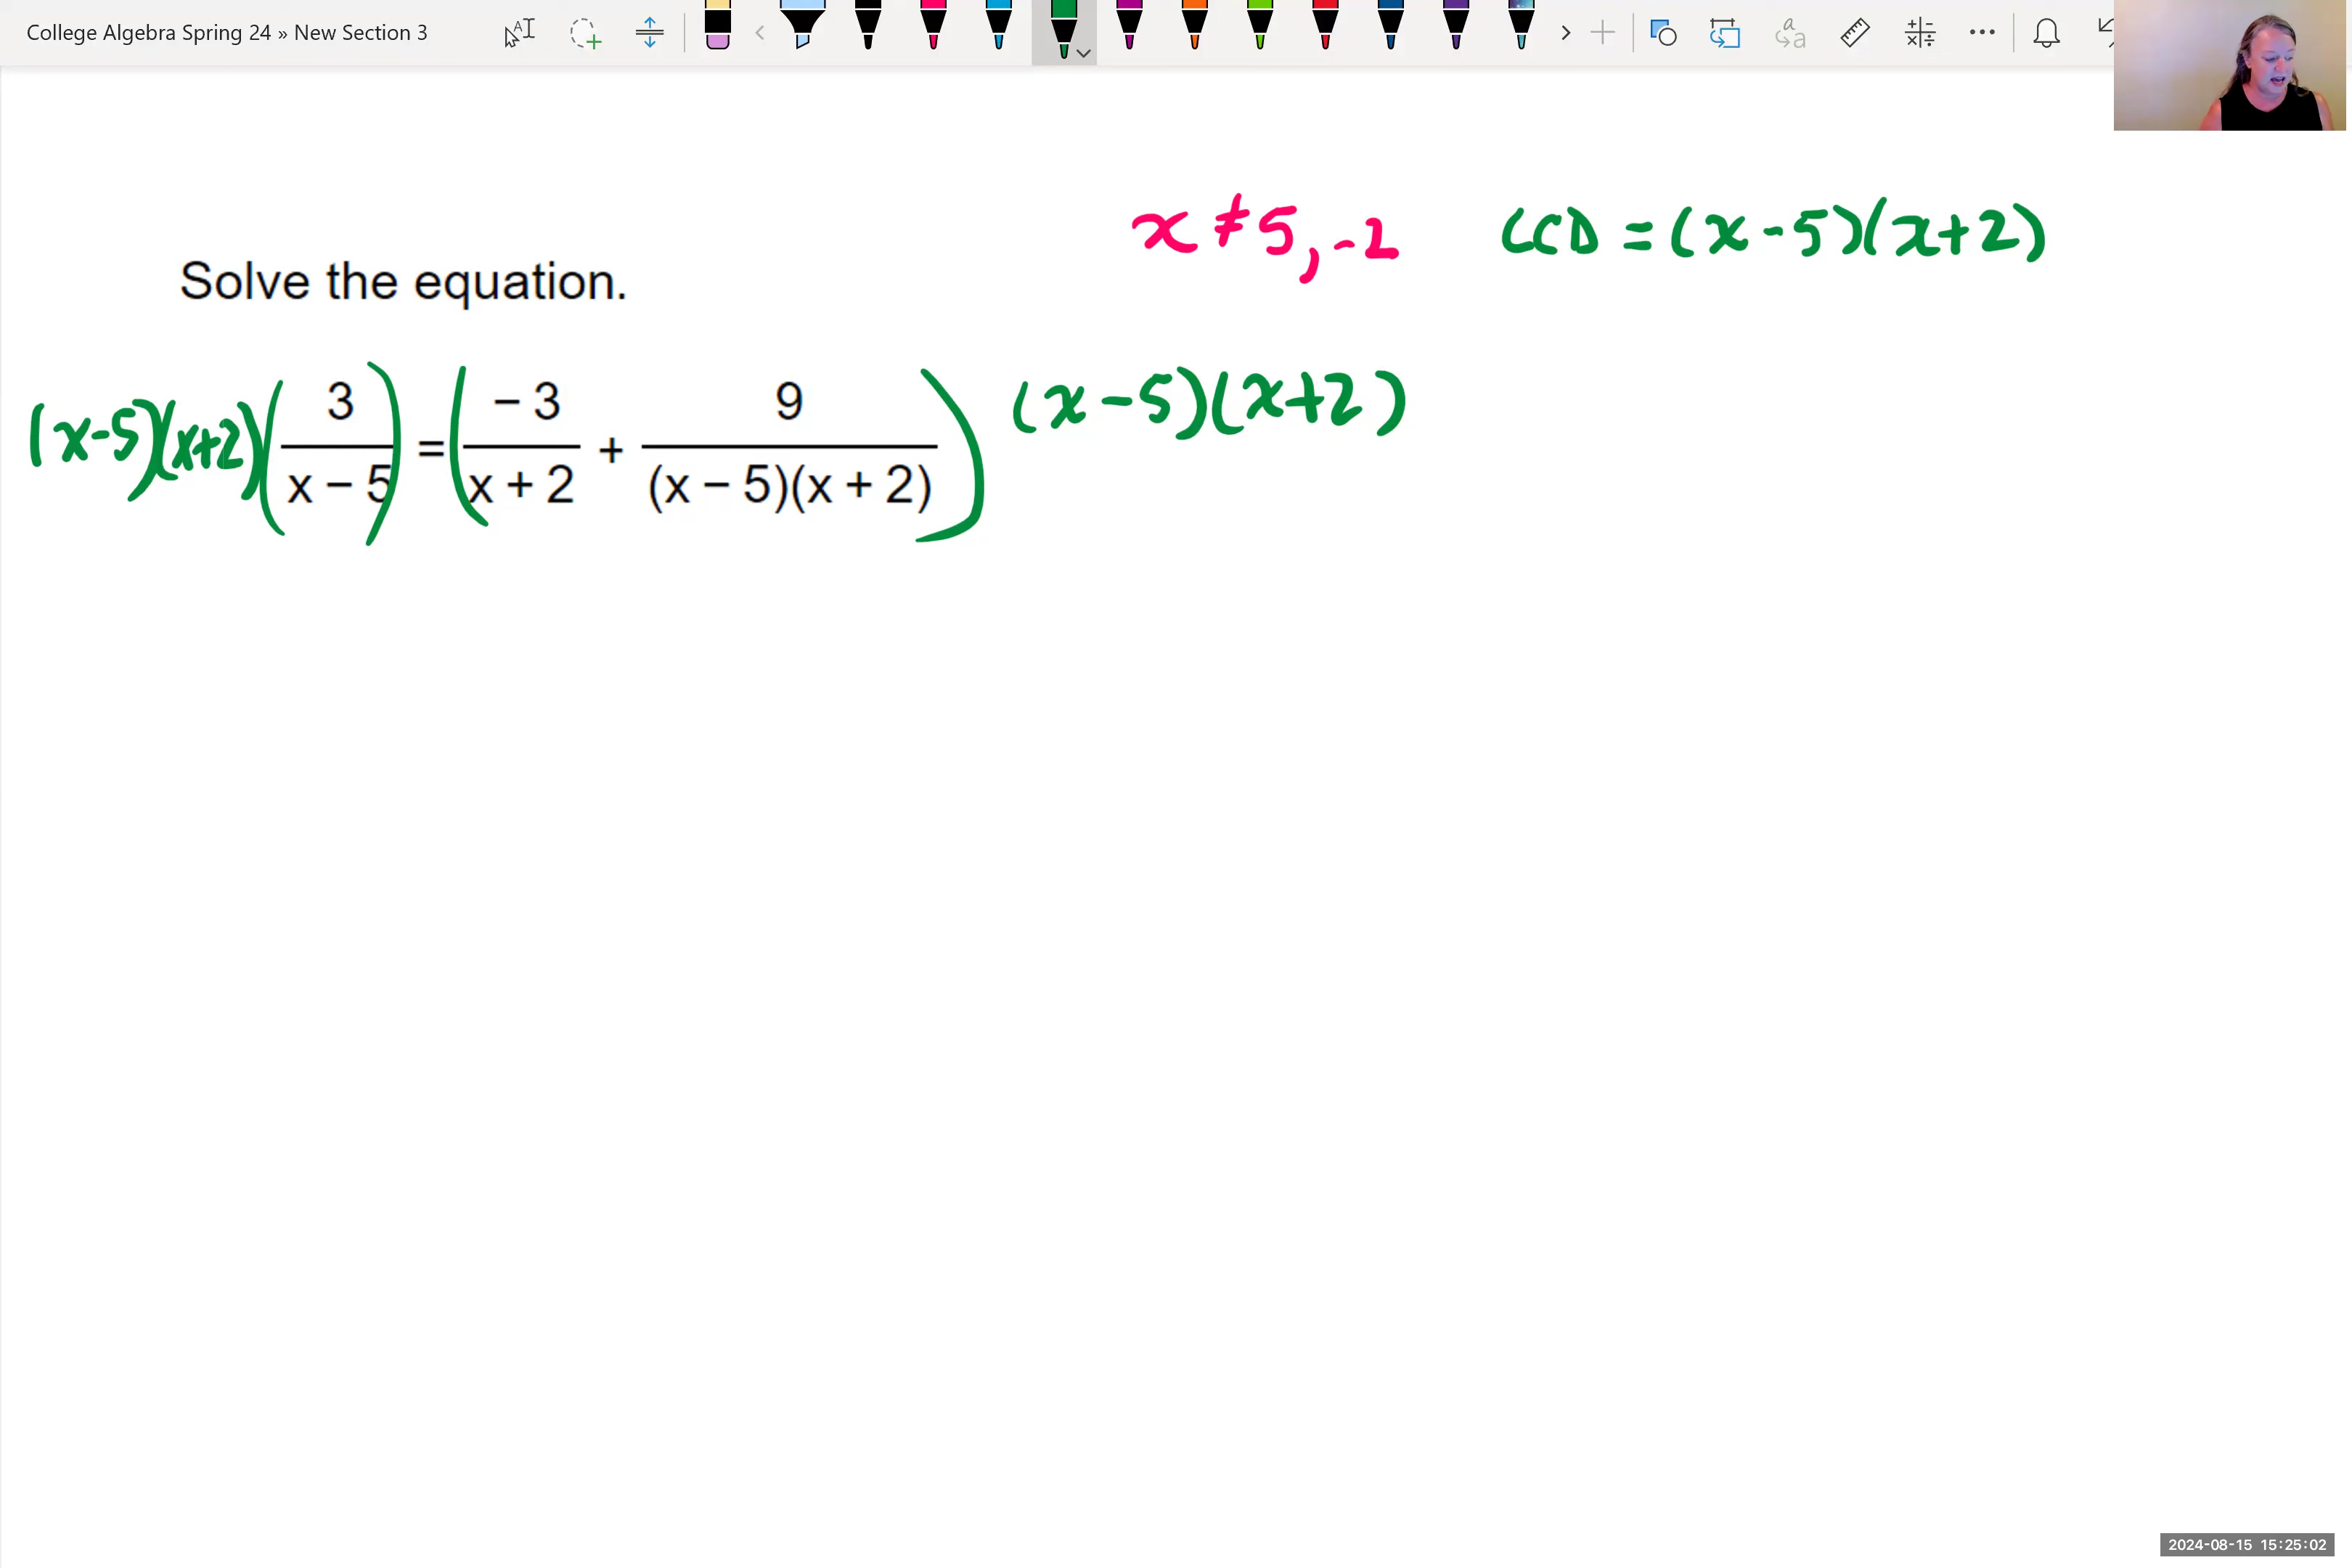 College Algebra Spring 24 » New Section 3
x ≠ 5, -2 LCD = (x-5)(x+2)
Solve the equation.
(x-5)(x+2) ( 3 / x − 5 ) = ( − 3 / x + 2 + 9 / (x − 5)(x + 2) ) (x-5)(x+2)
2024-08-15 15:25:02